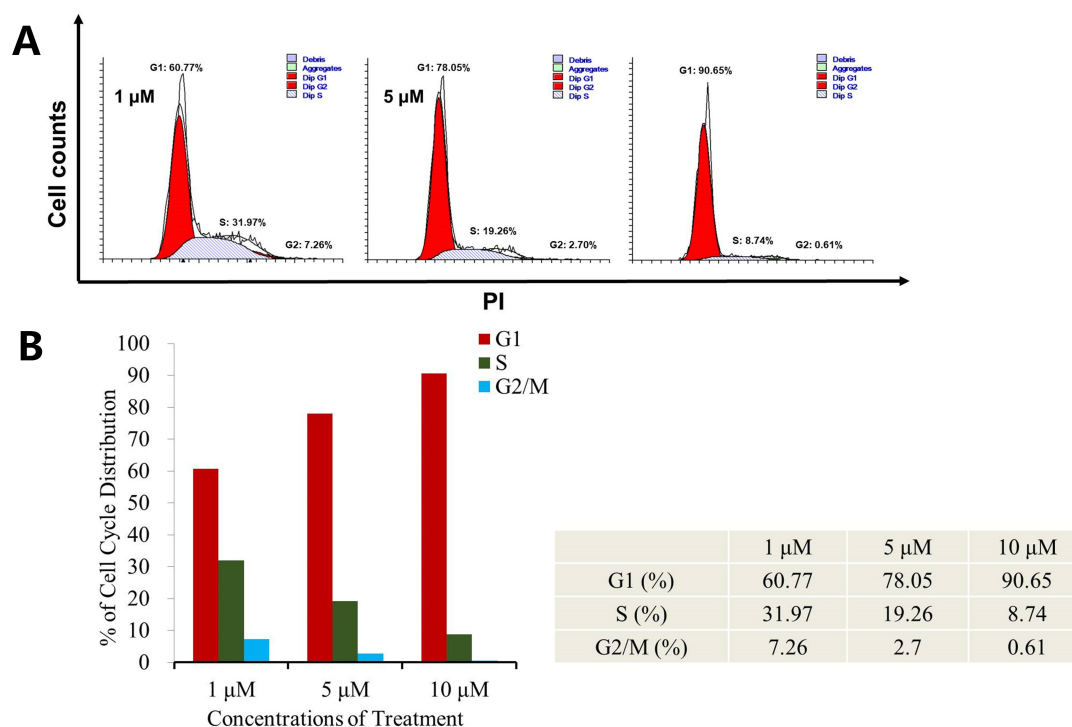 A
Cell counts
1 μM
G1: 60.77%
S: 31.97%
G2: 7.26%
Debris
Aggregates
Dip G1
Dip G2
Dip S
5 μM
G1: 78.05%
S: 19.26%
G2: 2.70%
Debris
Aggregates
Dip G1
Dip G2
Dip S
G1: 90.65%
S: 8.74%
G2: 0.61%
Debris
Aggregates
Dip G1
Dip G2
Dip S
PI
B
% of Cell Cycle Distribution
100
90
80
70
60
50
40
30
20
10
0
G1
S
G2/M
1 μM 5 μM 10 μM
Concentrations of Treatment
1 μM 5 μM 10 μM
G1 (%) 60.77 78.05 90.65
S (%) 31.97 19.26 8.74
G2/M (%) 7.26 2.7 0.61